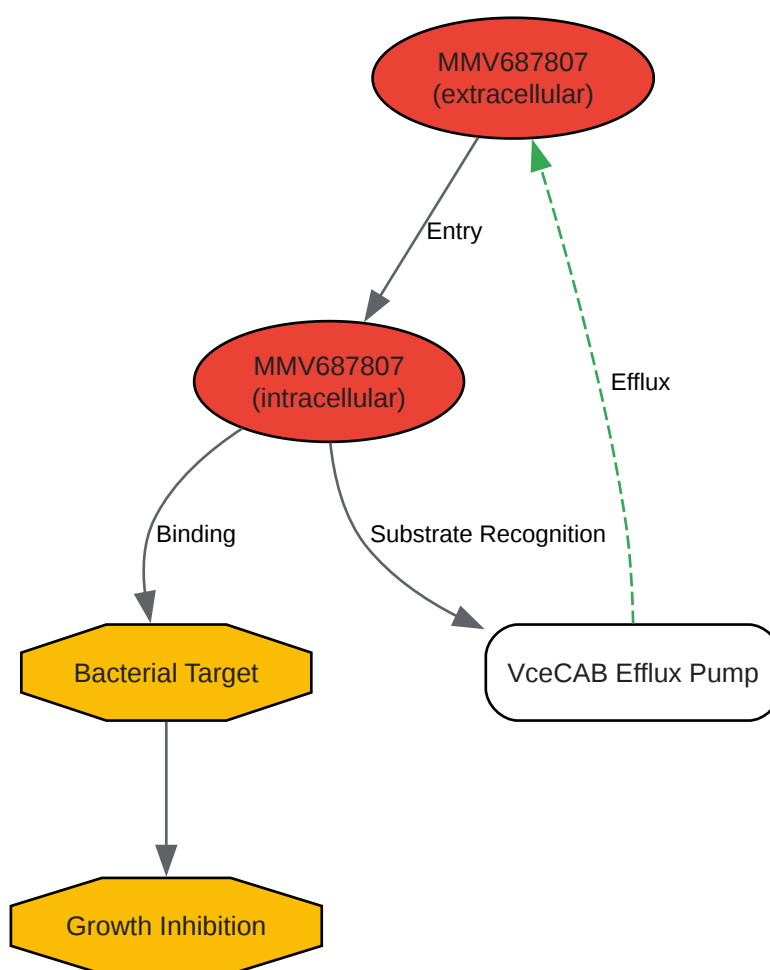 MMV687807
(extracellular)
Entry
MMV687807
(intracellular)
Efflux
Binding
Substrate Recognition
Bacterial Target
VceCAB Efflux Pump
Growth Inhibition